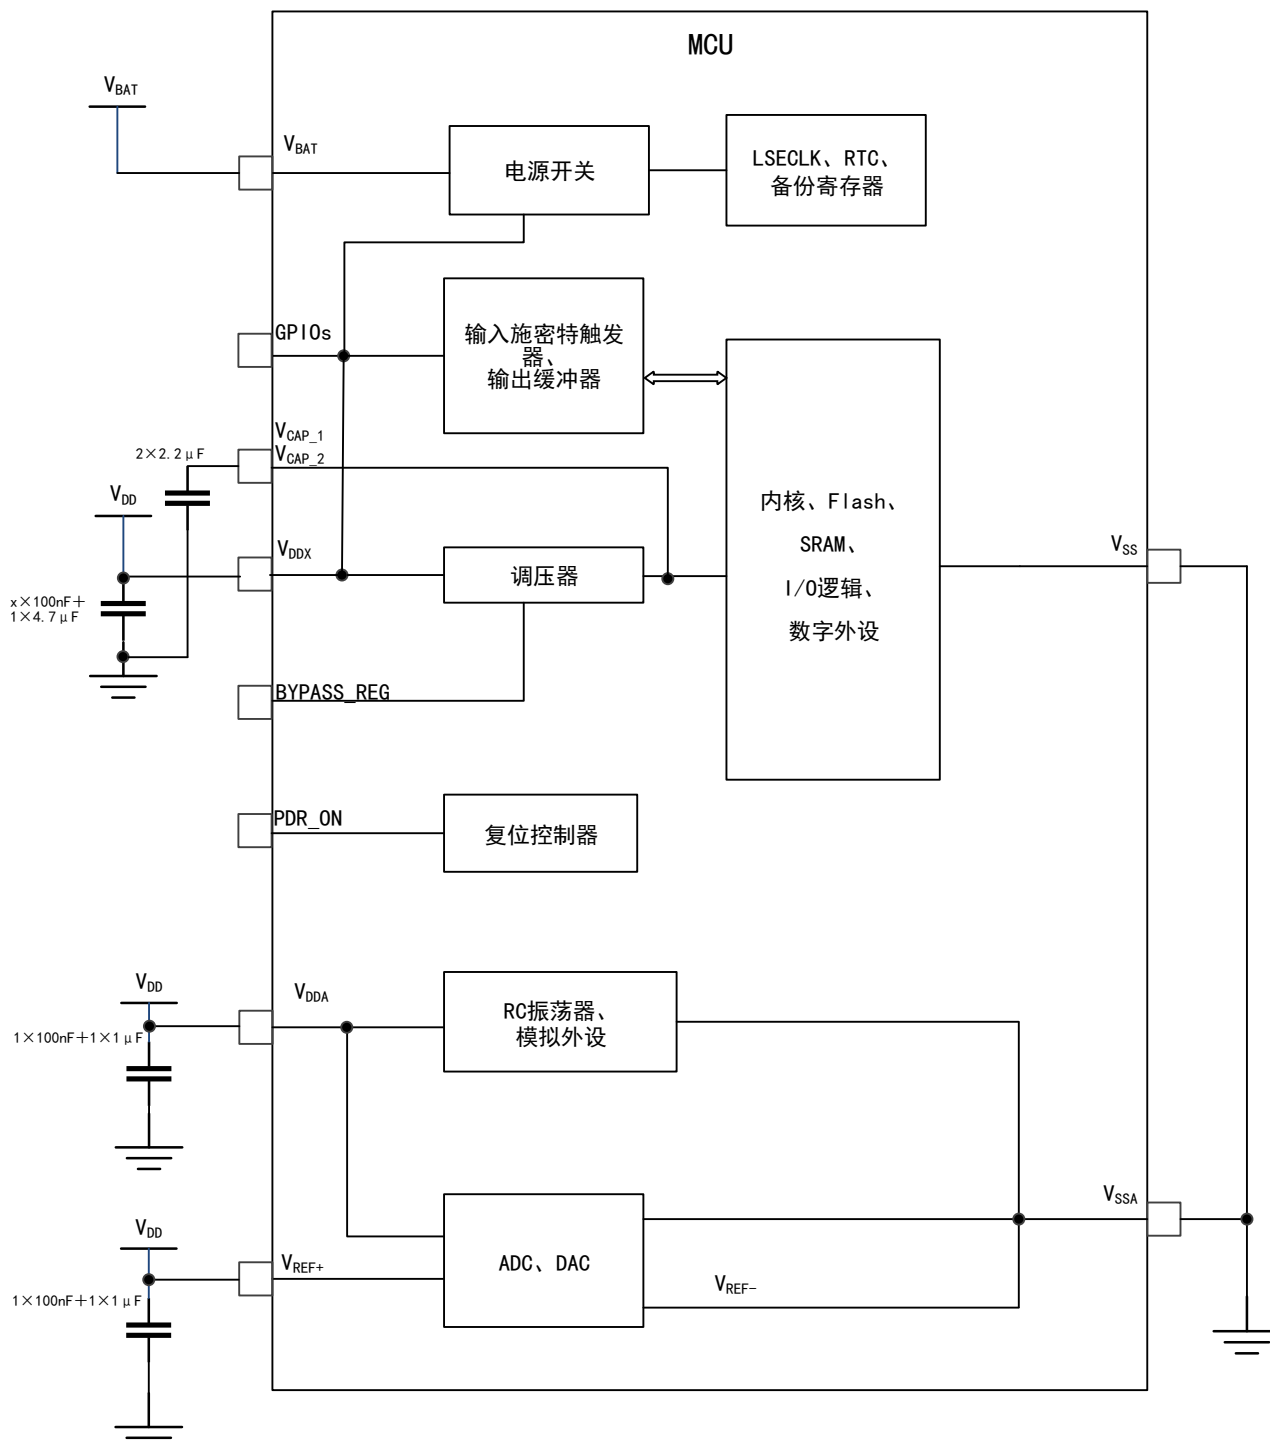 MCU
VBAT
VBAT
电源开关
LSECLK、RTC、
备份寄存器
GPIOs
输入施密特触发
器、
输出缓冲器
VCAP_1
VCAP_2
2×2.2μF
VDD
VDDX
x×100nF+
1×4.7μF
调压器
内核、Flash、
SRAM、
I/O逻辑、
数字外设
VSS
BYPASS_REG
PDR_ON
复位控制器
VDD
VDDA
1×100nF+1×1μF
RC振荡器、
模拟外设
VSSA
VDD
VREF+
1×100nF+1×1μF
ADC、DAC
VREF-